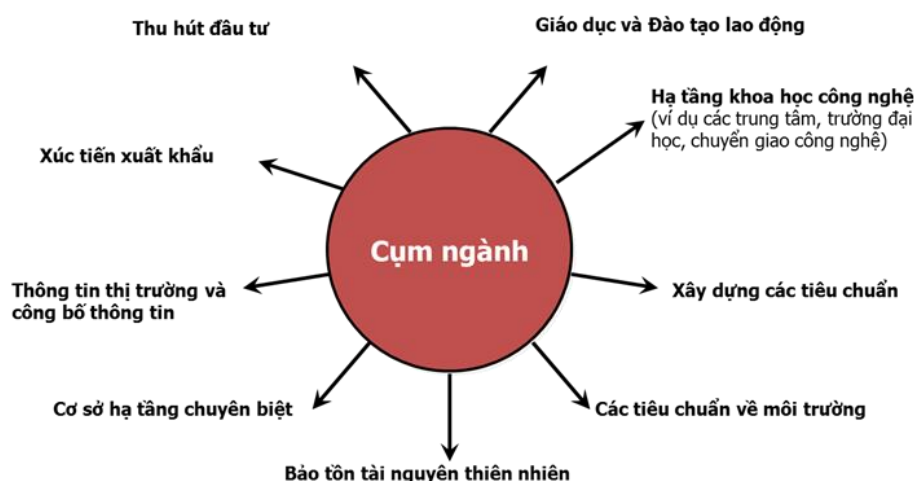 Thu hút đầu tư
Giáo dục và Đào tạo lao động
Hạ tầng khoa học công nghệ
(ví dụ các trung tâm, trường đại
học, chuyển giao công nghệ)
Xúc tiến xuất khẩu
Cụm ngành
Thông tin thị trường và
công bố thông tin
Xây dựng các tiêu chuẩn
Cơ sở hạ tầng chuyên biệt
Các tiêu chuẩn về môi trường
Bảo tồn tài nguyên thiên nhiên